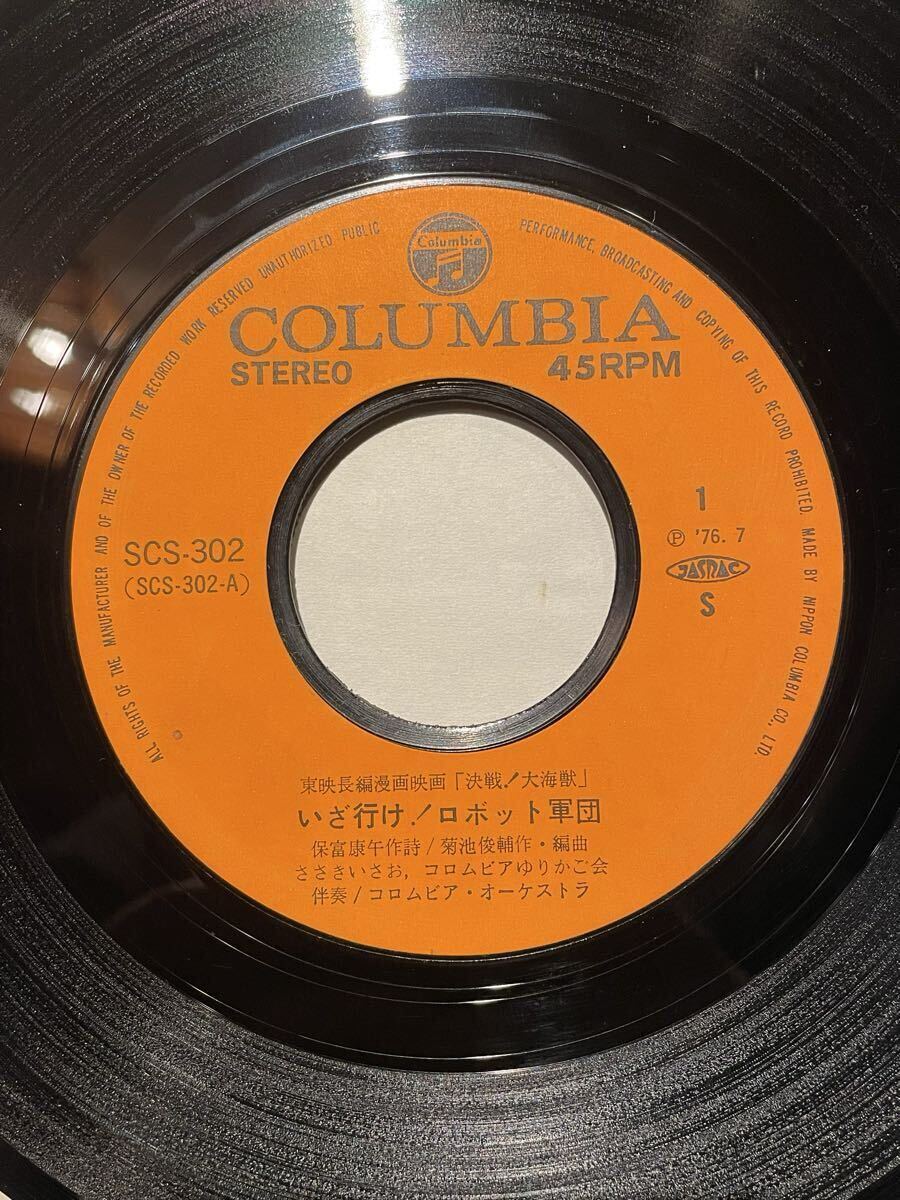 ALL RIGHTS OF THE MANUFACTURER AND OF THE OWNER OF THE RECORDED WORK RESERVED UNAUTHORIZED PUBLIC PERFORMANCE, BROADCASTING AND COPYING OF THIS RECORD PROHIBITED. MADE BY NIPPON COLUMBIA CO., LTD.
Columbia
COLUMBIA
STEREO 45RPM
1
SCS-302
Ⓟ '76. 7
(SCS-302-A)
JASRAC
S
東映長編漫画映画「決戦!大海獣」
いざ行け!ロボット軍団
保富康午作詩/菊池俊輔作・編曲
ささきいさお,コロムビアゆりかご会
伴奏/コロムビア・オーケストラ